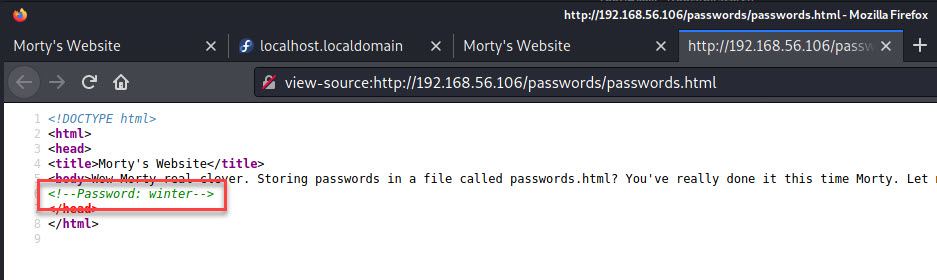 http://192.168.56.106/passwords/passwords.html - Mozilla Firefox
Morty's Website
localhost.localdomain
Morty's Website
http://192.168.56.106/passw
view-source:http://192.168.56.106/passwords/passwords.html
1 <!DOCTYPE html>
2 <html>
3 <head>
4 <title>Morty's Website</title>
5 <body>Wow Morty real clever. Storing passwords in a file called passwords.html? You've really done it this time Morty. Let
6 <!--Password: winter-->
</head>
8 </html>
9